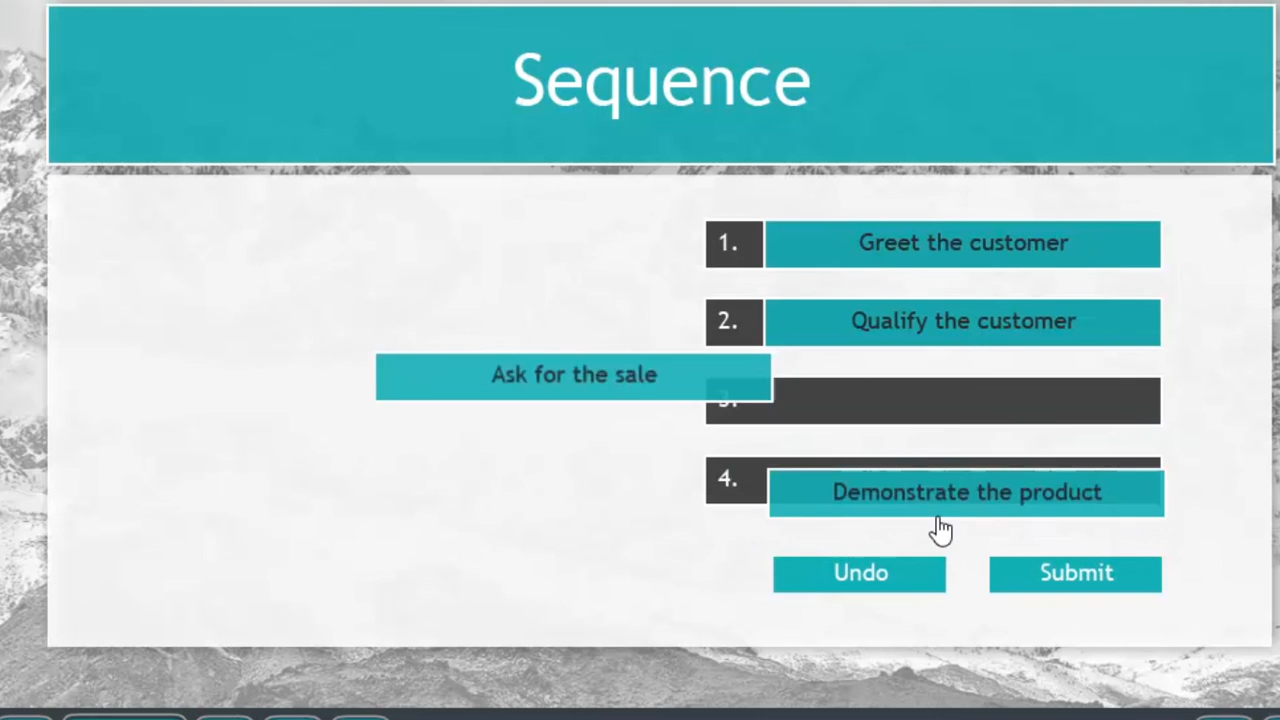 Sequence
1. Greet the customer
2. Qualify the customer
Ask for the sale
3.
4. Demonstrate the product
Undo Submit